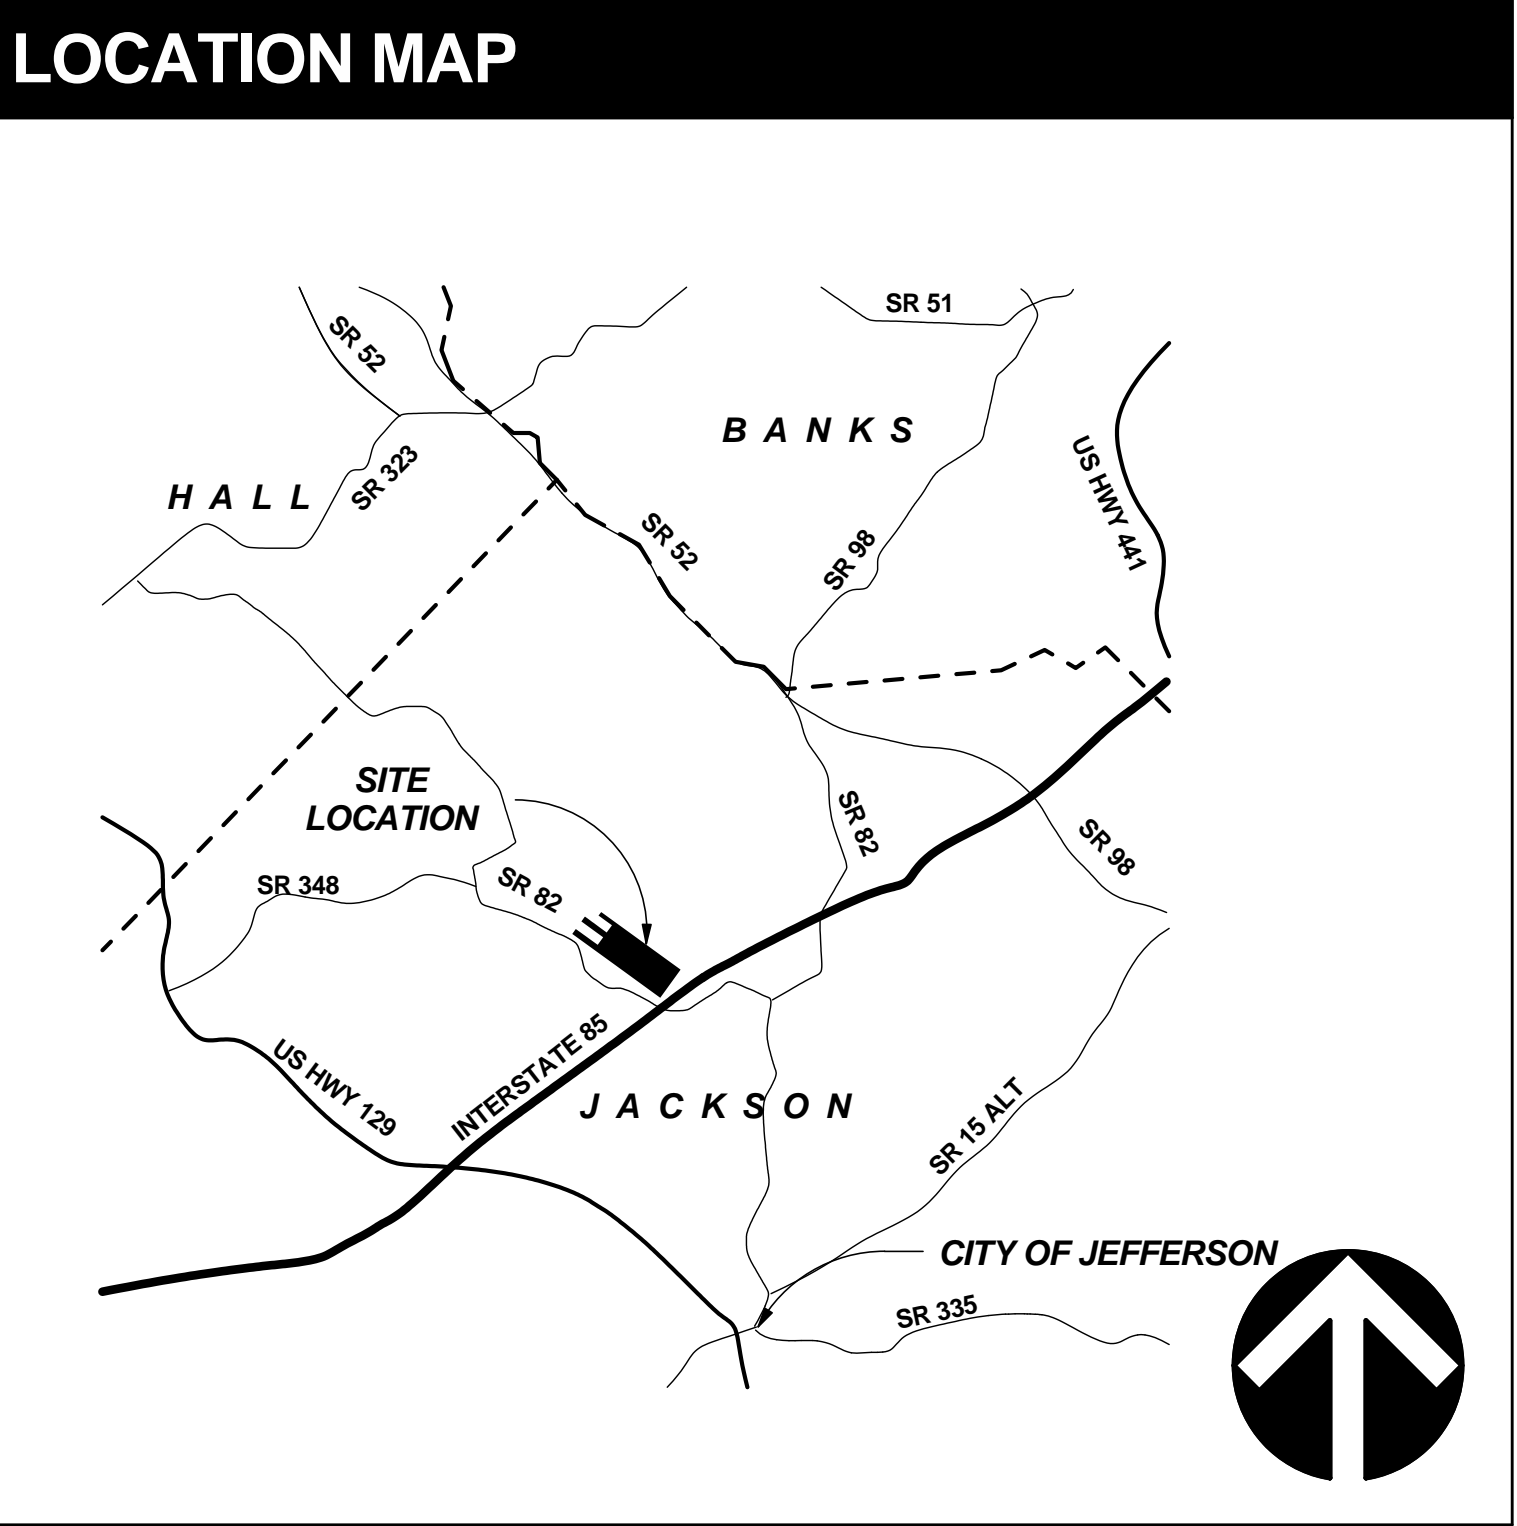 LOCATION MAP
SR 51
SR 52
BANKS
US HWY 441
SR 323
HALL
SR 52
SR 98
SITE
LOCATION
SR 82
SR 98
SR 348
SR 82
INTERSTATE 85
US HWY 129
JACKSON
SR 15 ALT
CITY OF JEFFERSON
SR 335